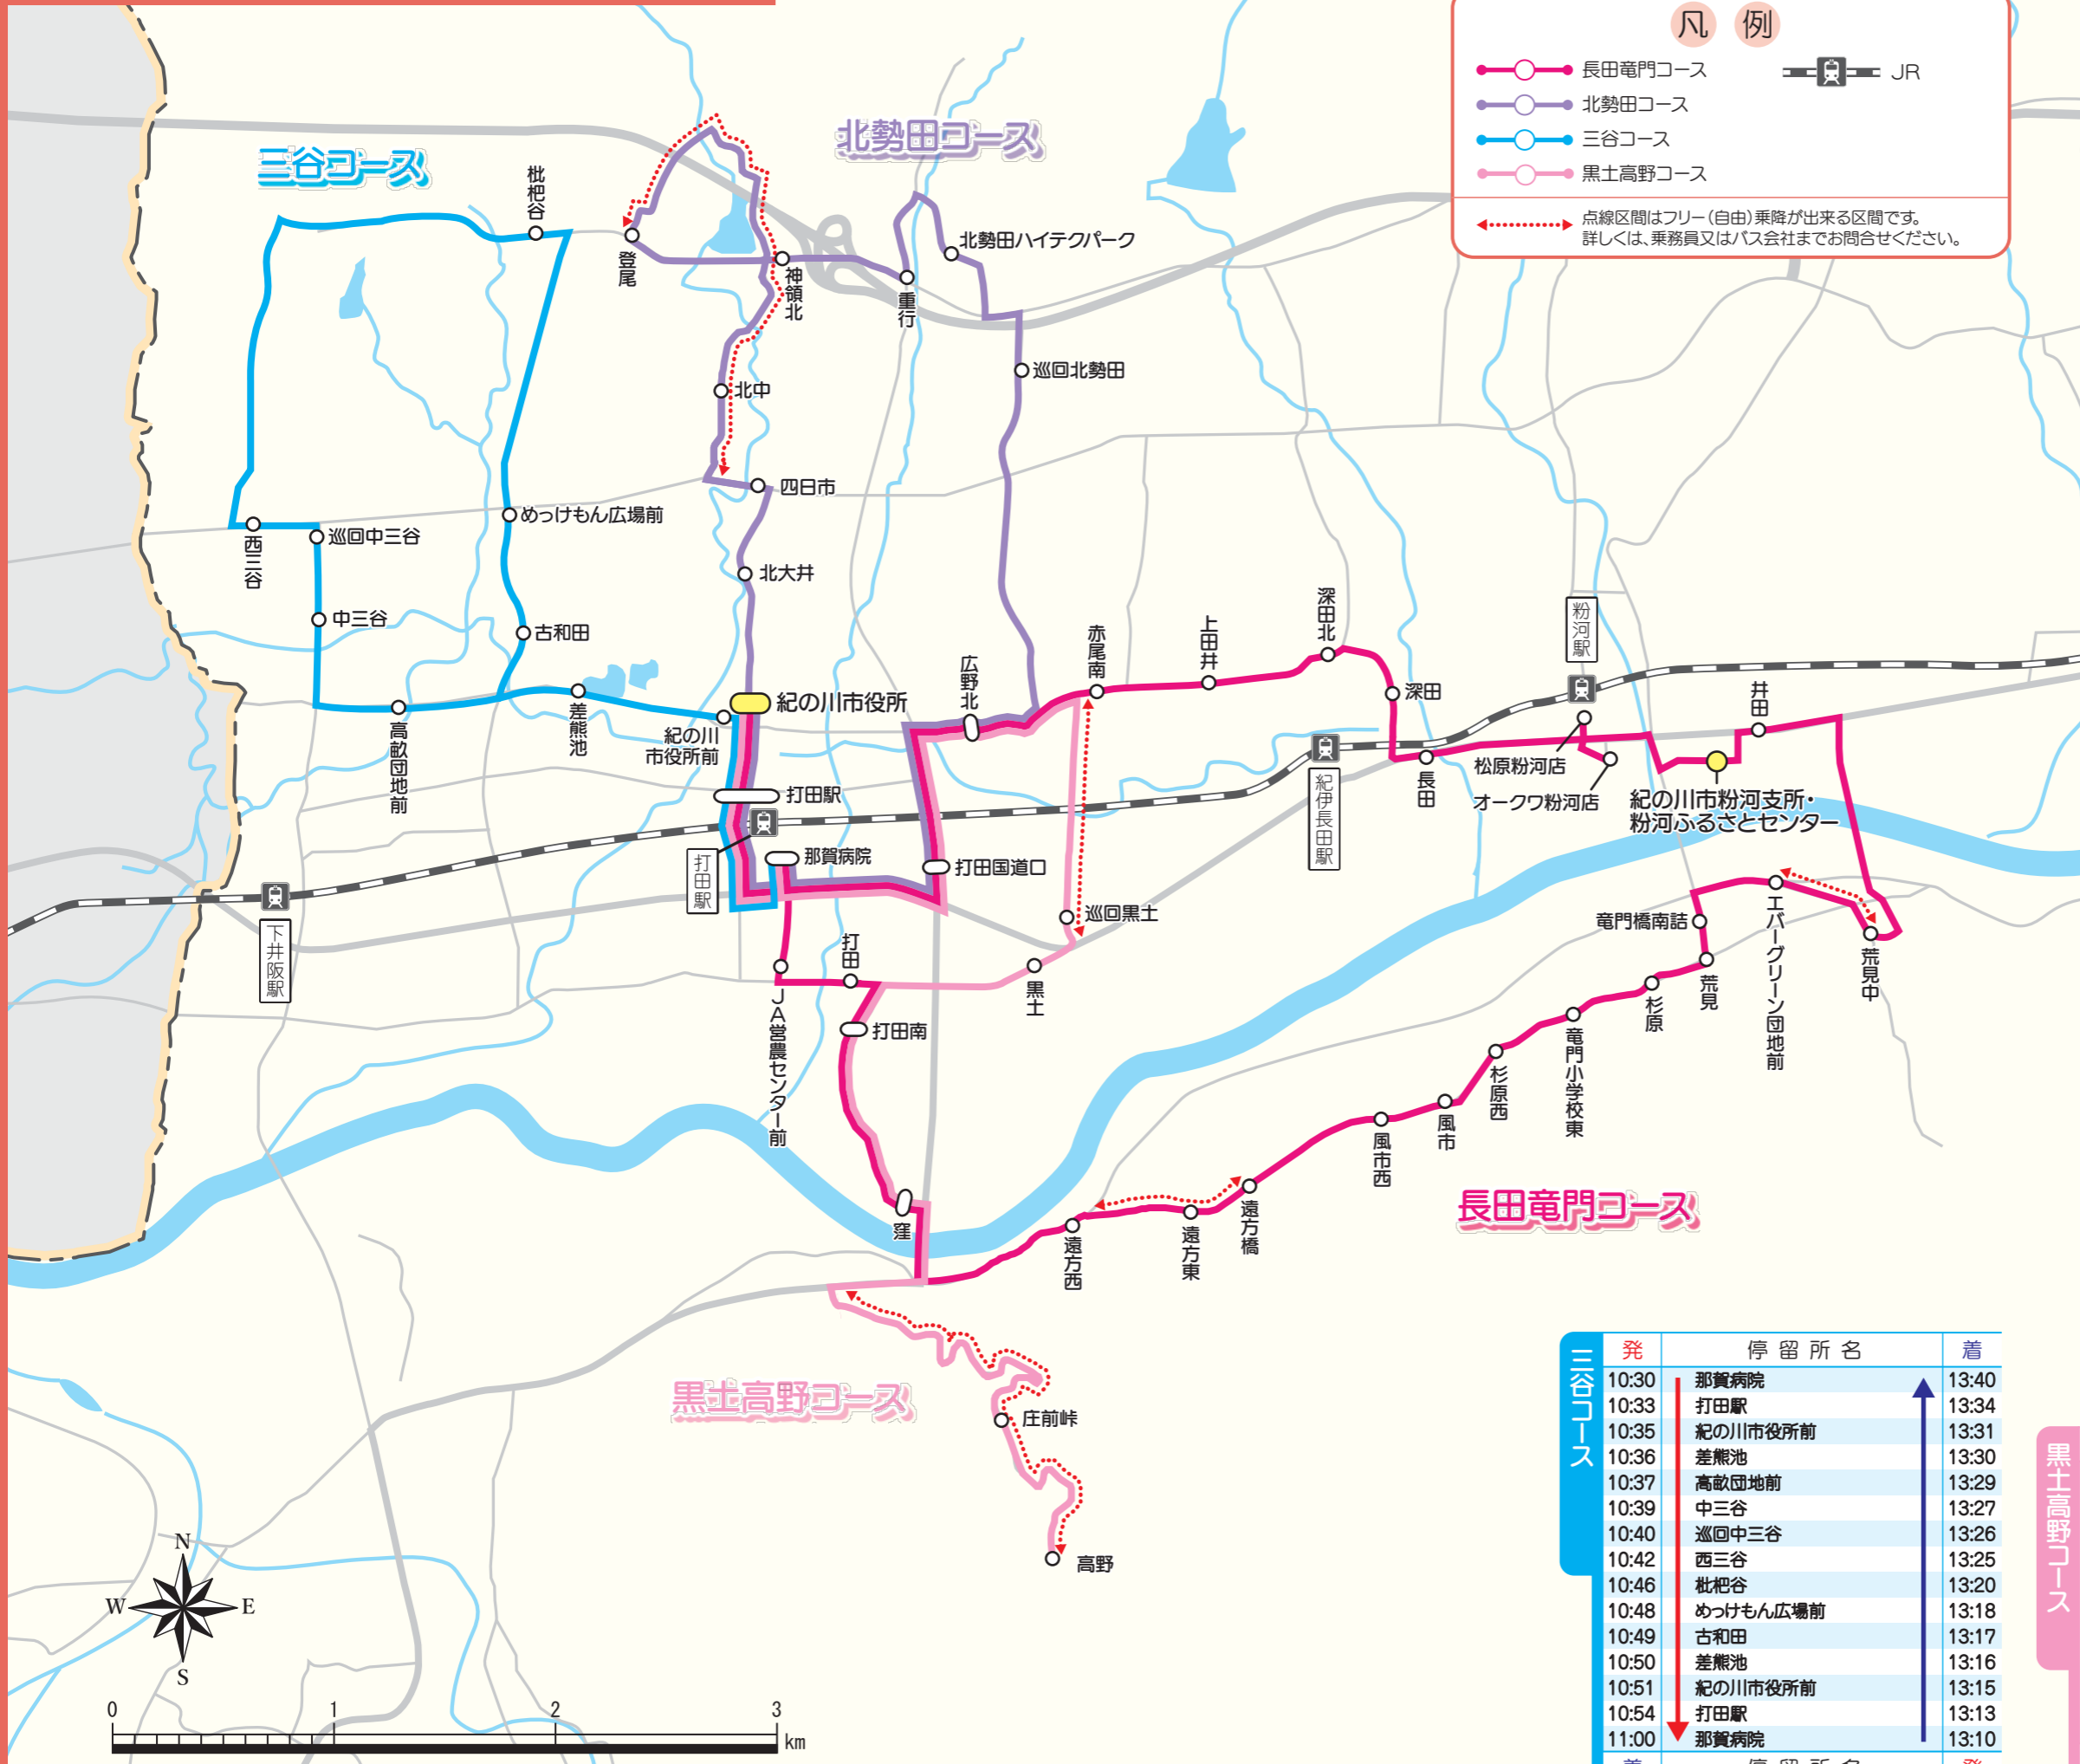 凡 例
長田竜門コース
JR
北勢田コース
三谷コース
黒土高野コース
点線区間はフリー(自由)乗降が出来る区間です。
詳しくは、乗務員又はバス会社までお問合せください。
三谷コース
北勢田コース
枇杷谷
登尾
神領北
重行
北勢田ハイテクパーク
巡回北勢田
北中
四日市
めっけもん広場前
西三谷
巡回中三谷
北大井
中三谷
古和田
高畝団地前
差熊池
紀の川
市役所前
紀の川市役所
広野北
赤尾南
上田井
深田北
深田
粉河駅
井田
長田
松原粉河店
オークワ粉河店
紀の川市粉河支所・
粉河ふるさとセンター
打田駅
打田駅
那賀病院
打田国道口
紀伊長田駅
下井阪駅
巡回黒土
打田
黒土
JA営農センター前
打田南
竜門橋南詰
エバーグリーン団地前
荒見中
荒見
杉原
竜門小学校東
杉原西
風市
風市西
遠方橋
遠方東
遠方西
窪
長田竜門コース
黒土高野コース
庄前峠
高野
N
W E
S
0 1 2 3
km
三谷コース
発 停留所名 着
10:30 那賀病院 13:40
10:33 打田駅 13:34
10:35 紀の川市役所前 13:31
10:36 差熊池 13:30
10:37 高畝団地前 13:29
10:39 中三谷 13:27
10:40 巡回中三谷 13:26
10:42 西三谷 13:25
10:46 枇杷谷 13:20
10:48 めっけもん広場前 13:18
10:49 古和田 13:17
10:50 差熊池 13:16
10:51 紀の川市役所前 13:15
10:54 打田駅 13:13
11:00 那賀病院 13:10
着 停留所名 発
黒土高野コース